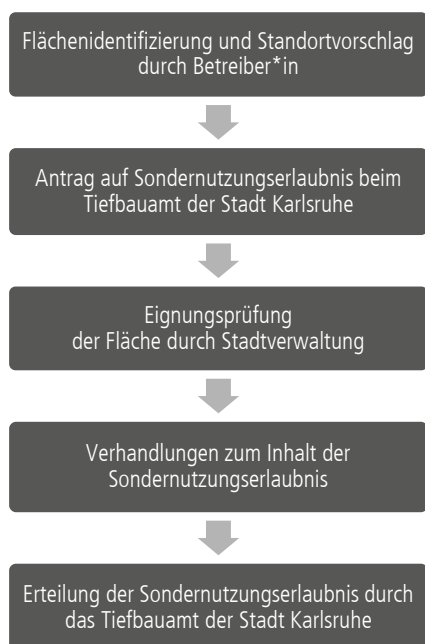 Flächenidentifizierung und Standortvorschlag
durch Betreiber*in
Antrag auf Sondernutzungserlaubnis beim
Tiefbauamt der Stadt Karlsruhe
Eignungsprüfung
der Fläche durch Stadtverwaltung
Verhandlungen zum Inhalt der
Sondernutzungserlaubnis
Erteilung der Sondernutzungserlaubnis durch
das Tiefbauamt der Stadt Karlsruhe